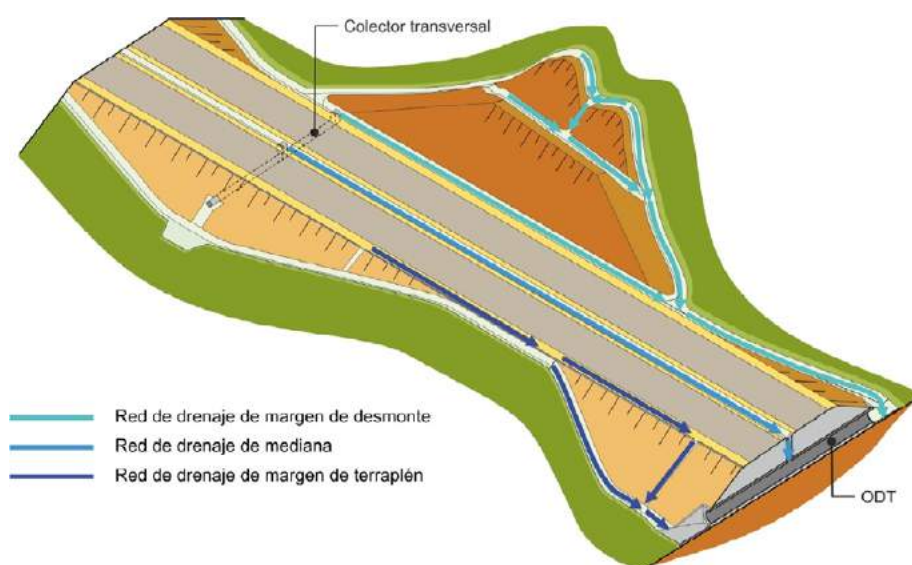 Colector transversal
Red de drenaje de margen de desmonte
Red de drenaje de mediana
Red de drenaje de margen de terraplén
ODT